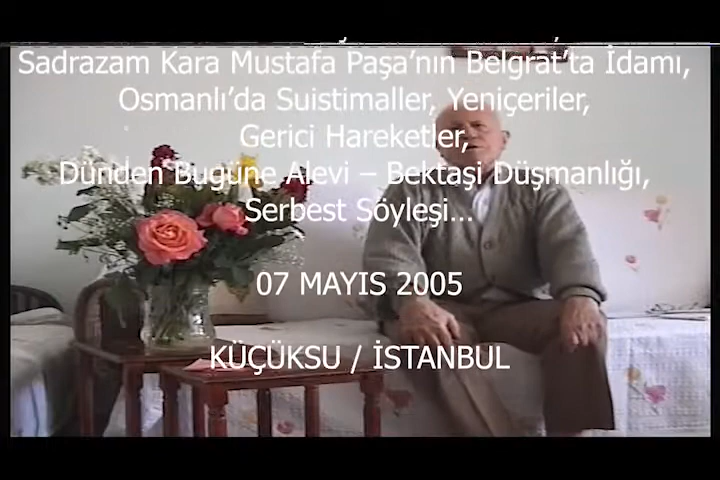 Sadrazam Kara Mustafa Paşa’nın Belgrat’ta İdamı,
Osmanlı’da Suistimaller, Yeniçeriler,
Gerici Hareketler,
Dünden Bugüne Alevi – Bektaşi Düşmanlığı,
Serbest Söyleşi...
07 MAYIS 2005
KÜÇÜKSU / İSTANBUL